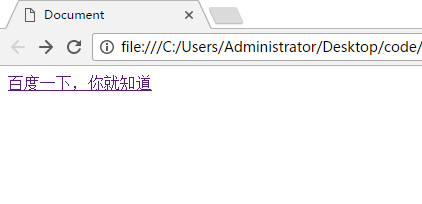 Document
file:///C:/Users/Administrator/Desktop/code/
百度一下，你就知道